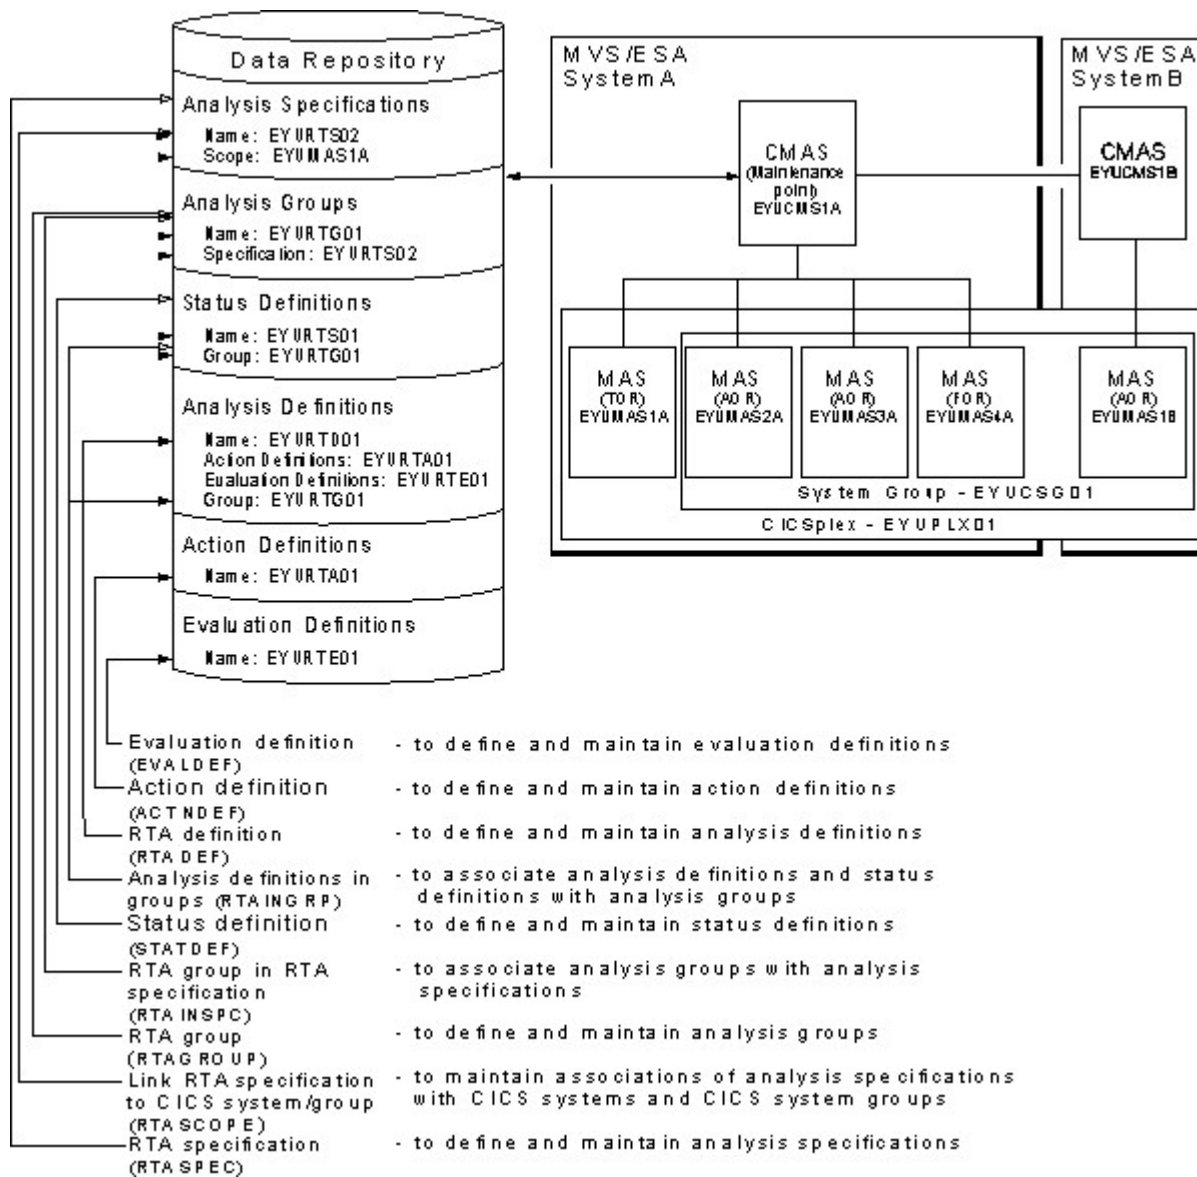 Data Repository
Analysis Specifications
Name: EYURTS02
Scope: EYUMAS1A
Analysis Groups
Name: EYURTG01
Specification: EYURTS02
Status Definitions
Name: EYURTS01
Group: EYURTG01
Analysis Definitions
Name: EYURTD01
Action Definitions: EYURTA01
Evaluation Definitions: EYURTE01
Group: EYURTG01
Action Definitions
Name: EYURTA01
Evaluation Definitions
Name: EYURTE01
MVS/ESA
System A
MVS/ESA
System B
CMAS
(Maintenance
point)
EYUCMS1A
CMAS
EYUCMS1B
MAS
(TOR)
EYUMAS1A
MAS
(AOR)
EYUMAS2A
MAS
(AOR)
EYUMAS3A
MAS
(FOR)
EYUMAS4A
MAS
(AOR)
EYUMAS1B
System Group - EYUCSG01
CICSplex - EYUPLX01
Evaluation definition - to define and maintain evaluation definitions
(EVALDEF)
Action definition - to define and maintain action definitions
(ACTNDEF)
RTA definition - to define and maintain analysis definitions
(RTADEF)
Analysis definitions in - to associate analysis definitions and status
groups (RTAINGRP) definitions with analysis groups
Status definition - to define and maintain status definitions
(STATDEF)
RTA group in RTA - to associate analysis groups with analysis
specification specifications
(RTAINSPC)
RTA group - to define and maintain analysis groups
(RTAGROUP)
Link RTA specification - to maintain associations of analysis specifications
to CICS system/group with CICS systems and CICS system groups
(RTASCOPE)
RTA specification - to define and maintain analysis specifications
(RTASPEC)